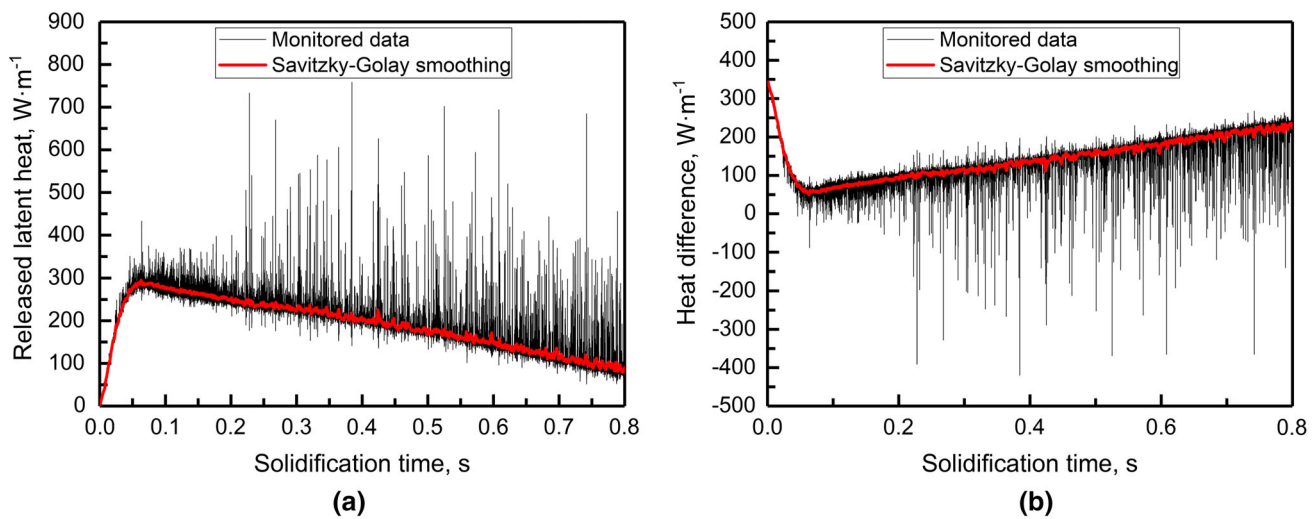 900
800
700
600
500
400
300
200
100
0
Released latent heat, W·m⁻¹
Monitored data
Savitzky-Golay smoothing
0.0 0.1 0.2 0.3 0.4 0.5 0.6 0.7 0.8
Solidification time, s
(a)
500
400
300
200
100
0
-100
-200
-300
-400
-500
Heat difference, W·m⁻¹
Monitored data
Savitzky-Golay smoothing
0.0 0.2 0.4 0.6 0.8
Solidification time, s
(b)